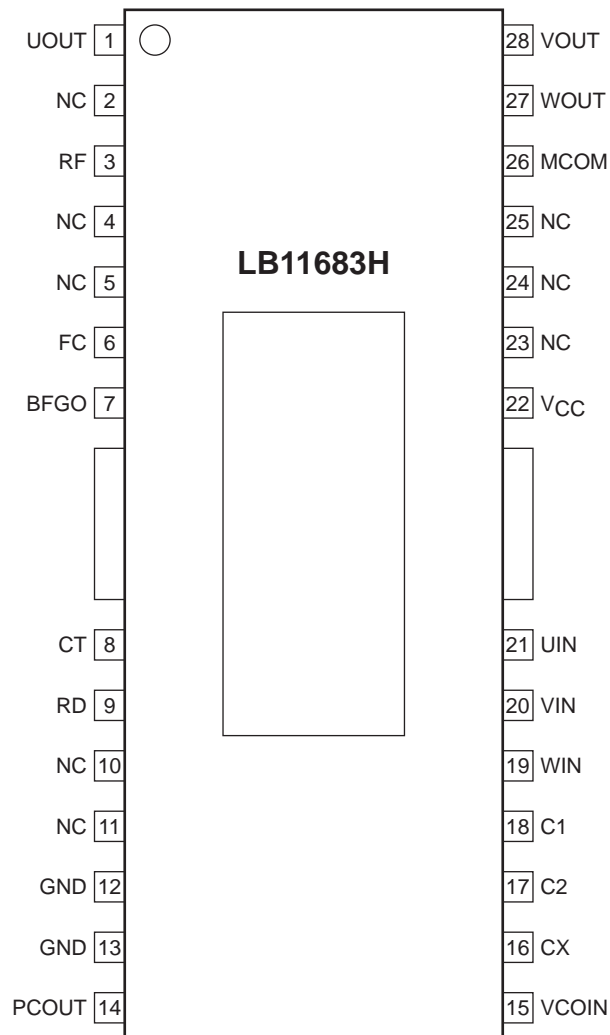 UOUT 1 28 VOUT
NC 2 27 WOUT
RF 3 26 MCOM
NC 4 25 NC
LB11683H
NC 5 24 NC
FC 6 23 NC
BFGO 7 22 VCC
CT 8 21 UIN
RD 9 20 VIN
NC 10 19 WIN
NC 11 18 C1
GND 12 17 C2
GND 13 16 CX
PCOUT 14 15 VCOIN